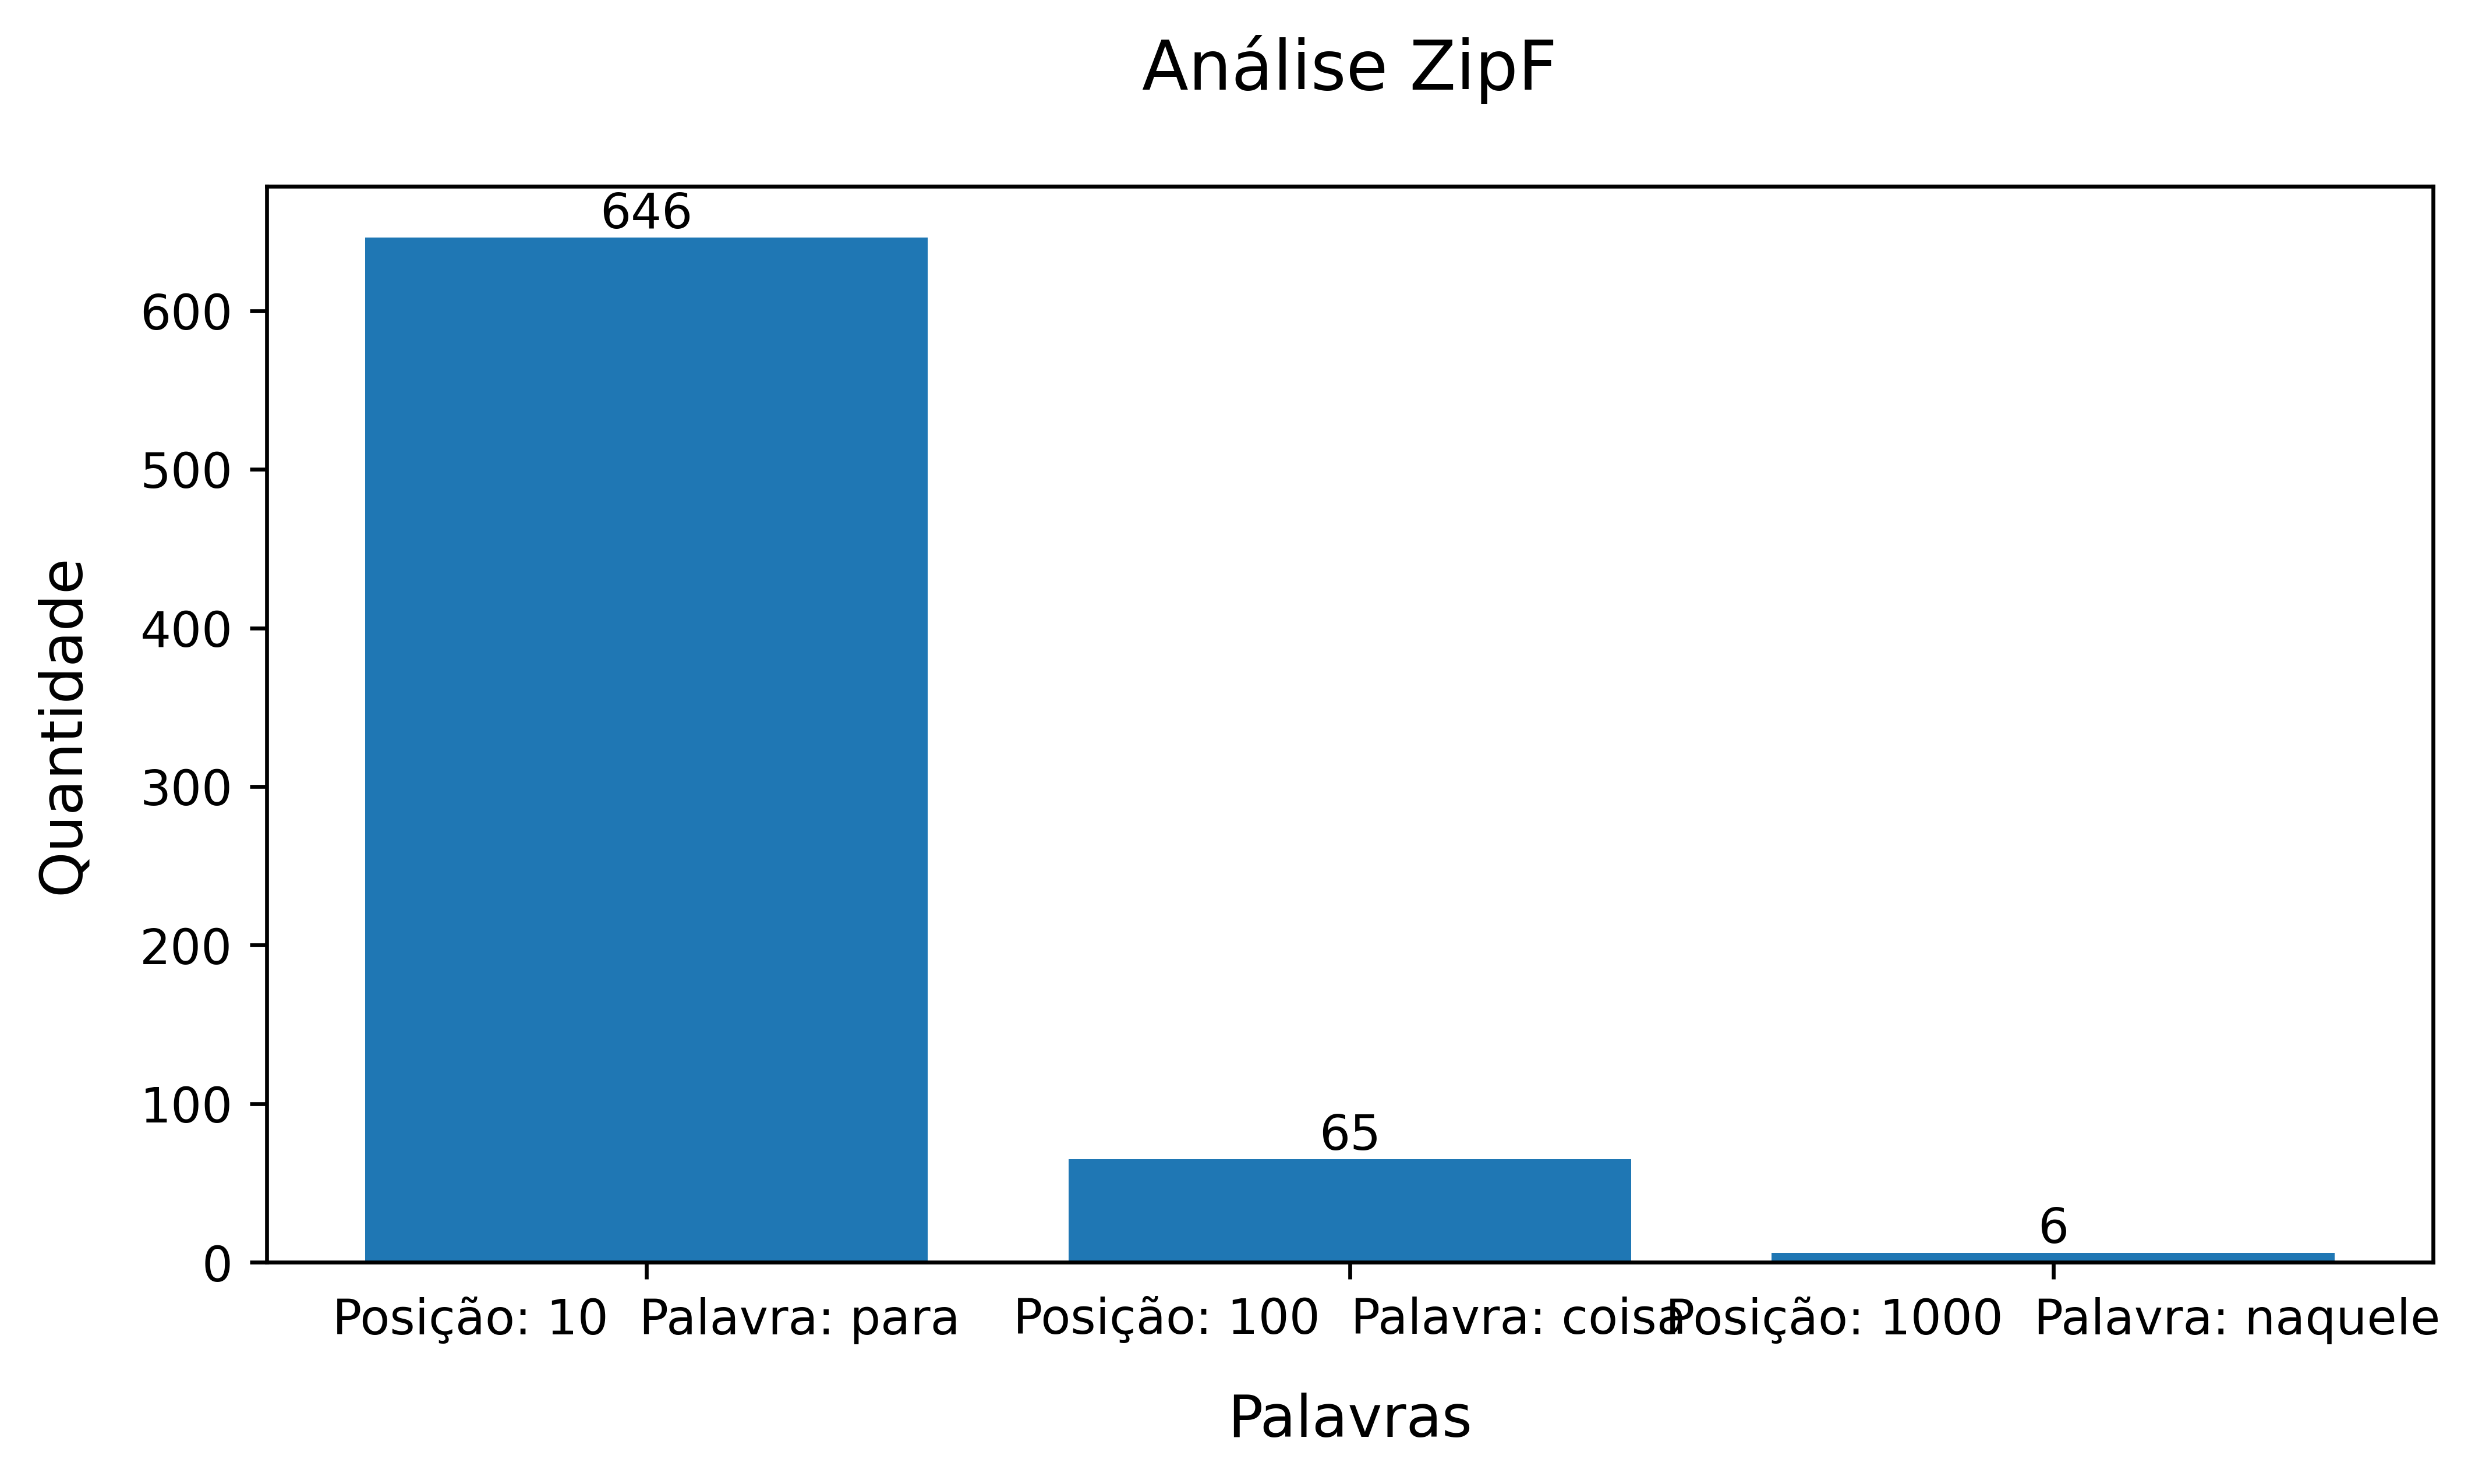 Análise ZipF
646
600
500
400
300
200
100
0
65
6
Quantidade
Posição: 10  Palavra: para
Posição: 100  Palavra: coisa
Posição: 1000  Palavra: naquele
Palavras